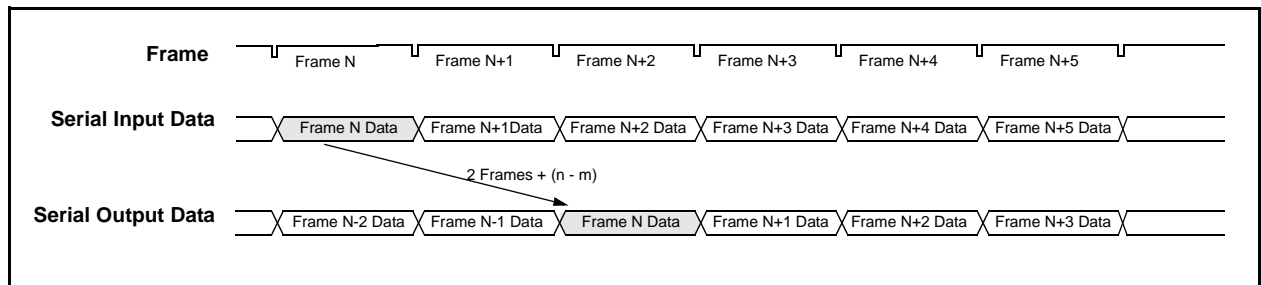 Frame
Frame N Frame N+1 Frame N+2 Frame N+3 Frame N+4 Frame N+5
Serial Input Data
Frame N Data Frame N+1Data Frame N+2 Data Frame N+3 Data Frame N+4 Data Frame N+5 Data
2 Frames + (n - m)
Serial Output Data
Frame N-2 Data Frame N-1 Data Frame N Data Frame N+1 Data Frame N+2 Data Frame N+3 Data